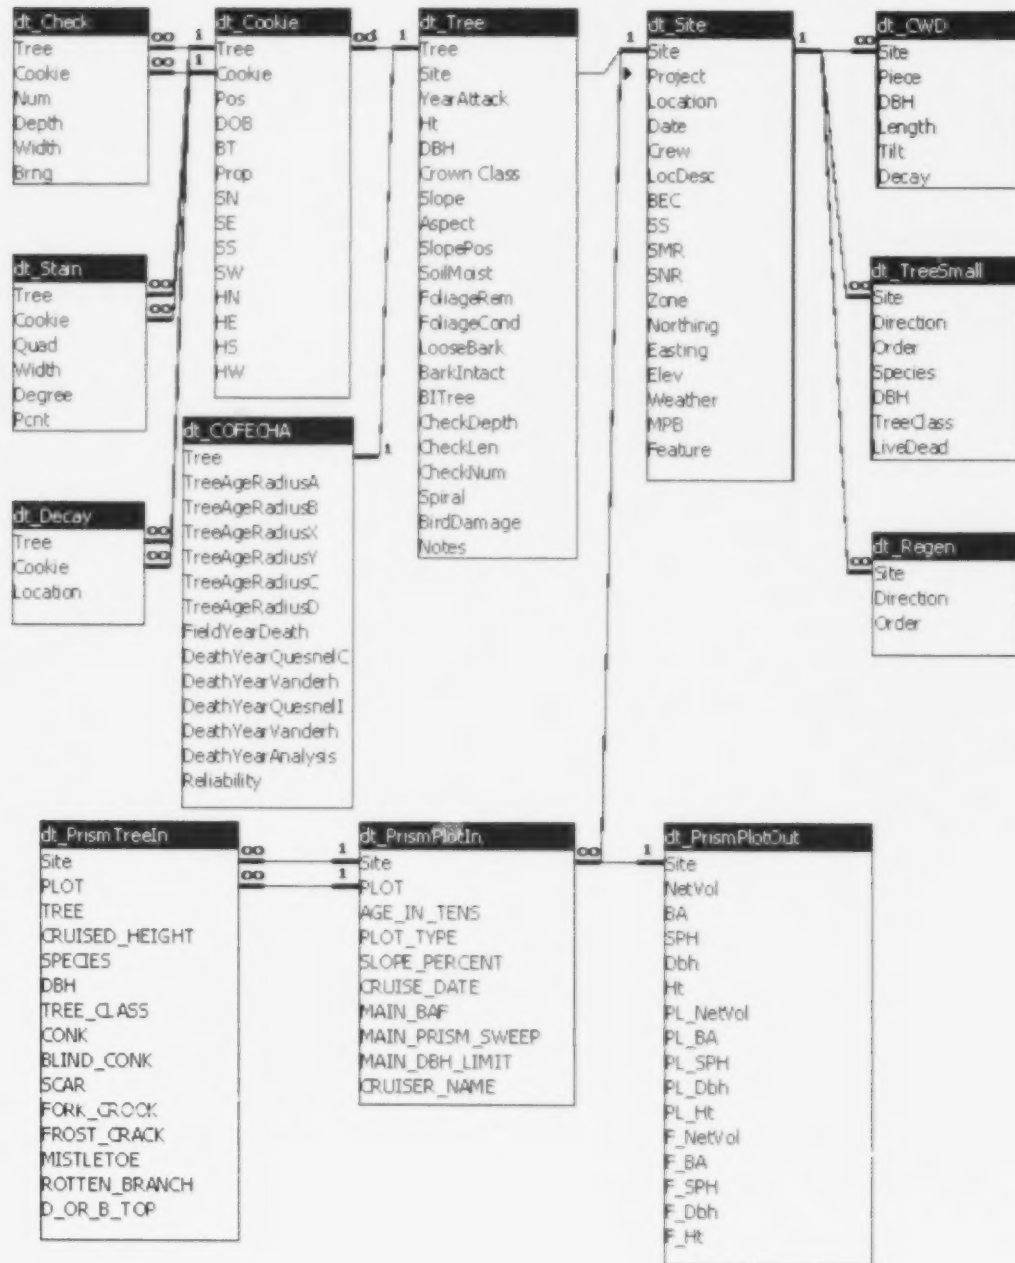 dt_Check
Tree
Cookie
Num
Depth
Width
Brng
dt_Stain
Tree
Cookie
Quad
Width
Degree
Pcnt
dt_Decay
Tree
Cookie
Location
dt_Cookie
Tree
Cookie
Pos
DOB
BT
Prop
SN
SE
SS
SW
HN
HE
HS
HW
dt_COFECHA
Tree
TreeAgeRadiusA
TreeAgeRadiusB
TreeAgeRadiusX
TreeAgeRadiusY
TreeAgeRadiusC
TreeAgeRadiusD
FieldYearDeath
DeathYearQuesnelC
DeathYearVanderh
DeathYearQuesnelI
DeathYearVanderh
DeathYearAnalysis
Reliability
dt_Tree
Tree
Site
YearAttack
Ht
DBH
Crown Class
Slope
Aspect
SlopePos
SoilMoist
FoliageRem
FoliageCond
LooseBark
BarkIntact
BITree
CheckDepth
CheckLen
CheckNum
Spiral
BirdDamage
Notes
dt_Site
Site
Project
Location
Date
Crew
LocDesc
BEC
SS
SMR
SNR
Zone
Northing
Easting
Elev
Weather
MPB
Feature
dt_CWD
Site
Piece
DBH
Length
Tilt
Decay
dt_TreeSmall
Site
Direction
Order
Species
DBH
TreeClass
LiveDead
dt_Regen
Site
Direction
Order
dt_PrismTreeIn
Site
PLOT
TREE
CRUISED_HEIGHT
SPECIES
DBH
TREE_CLASS
CONK
BLIND_CONK
SCAR
FORK_CROOK
FROST_CRACK
MISTLETOE
ROTTEN_BRANCH
D_OR_B_TOP
dt_PrismPlotIn
Site
PLOT
AGE_IN_TENS
PLOT_TYPE
SLOPE_PERCENT
CRUISE_DATE
MAIN_BAF
MAIN_PRISM_SWEEP
MAIN_DBH_LIMIT
CRUISER_NAME
dt_PrismPlotOut
Site
NetVol
BA
SPH
Dbh
Ht
PL_NetVol
PL_BA
PL_SPH
PL_Dbh
PL_Ht
F_NetVol
F_BA
F_SPH
F_Dbh
F_Ht